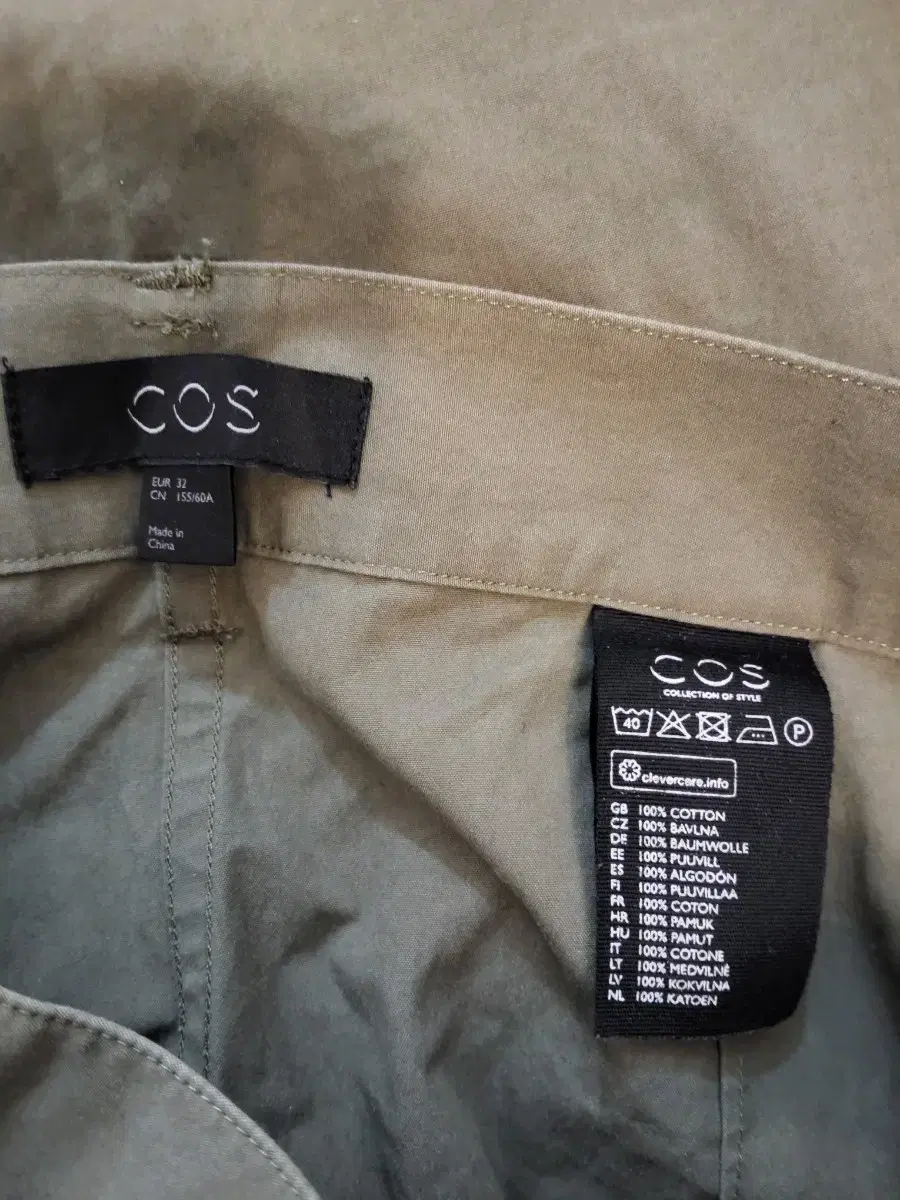 COS
EUR 32
CN 155/60A
Made in
China
COS
COLLECTION OF STYLE
40
P
clevercare.info
GB 100% COTTON
CZ 100% BAVLNA
DE 100% BAUMWOLLE
EE 100% PUUVILL
ES 100% ALGODÓN
FI 100% PUUVILLAA
FR 100% COTON
HR 100% PAMUK
HU 100% PAMUT
IT 100% COTONE
LT 100% MEDVILNĖ
LV 100% KOKVILNA
NL 100% KATOEN